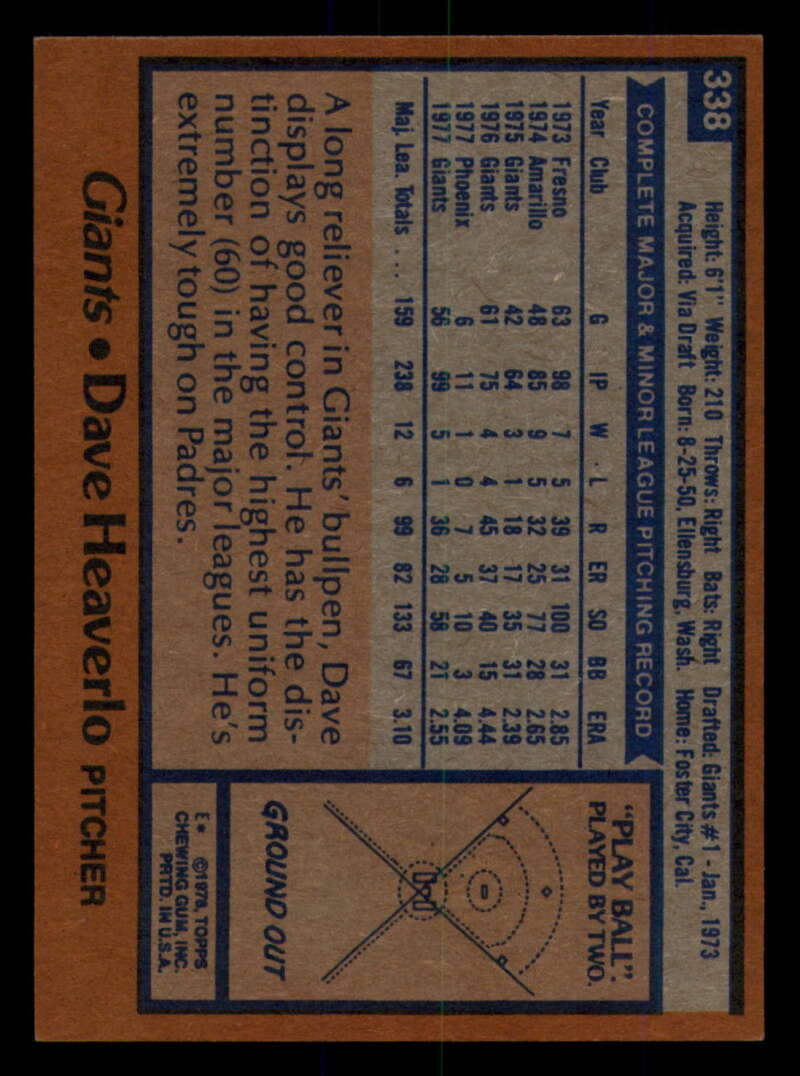 338
Height: 6'1" Weight: 210 Throws: Right Bats: Right Drafted: Giants #1 - Jan., 1973
Acquired: Via Draft Born: 8-25-50, Ellensburg, Wash. Home: Foster City, Cal.
COMPLETE MAJOR & MINOR LEAGUE PITCHING RECORD
Year Club G IP W L R ER SO BB ERA
1973 Fresno 63 98 7 5 39 31 100 31 2.85
1974 Amarillo 48 85 9 5 32 25 77 28 2.65
1975 Giants 42 64 3 1 18 17 35 31 2.39
1976 Giants 61 75 4 4 45 37 40 15 4.44
1977 Phoenix 6 11 1 0 7 5 10 3 4.09
1977 Giants 56 99 5 1 36 28 58 21 2.55
Maj. Lea. Totals ... 159 238 12 6 99 82 133 67 3.10
A long reliever in Giants' bullpen, Dave
displays good control. He has the dis-
tinction of having the highest uniform
number (60) in the major leagues. He's
extremely tough on Padres.
"PLAY BALL".
PLAYED BY TWO.
GROUND OUT
E* ©1978, TOPPS
CHEWING GUM, INC.
PRTD. IN U.S.A.
Giants • Dave Heaverlo PITCHER